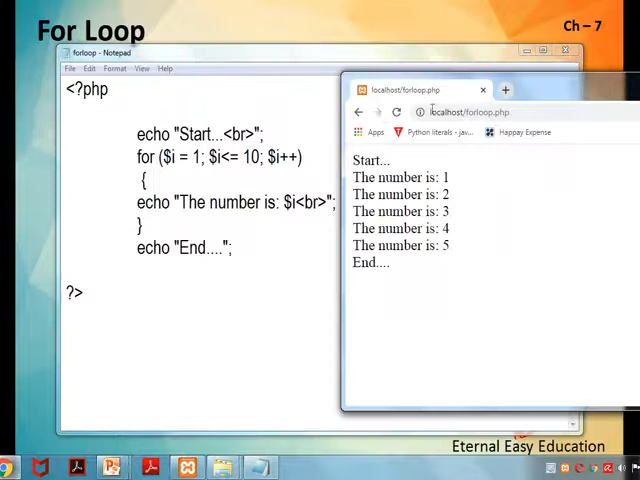 For Loop
Ch – 7
forloop - Notepad
File Edit Format View Help
<?php
echo "Start...<br>";
for ($i = 1; $i<= 10; $i++)
{
echo "The number is: $i<br>";
}
echo "End....";
?>
localhost/forloop.php
localhost/forloop.php
Apps Python literals - jav... Happay Expense
Start...
The number is: 1
The number is: 2
The number is: 3
The number is: 4
The number is: 5
End....
Eternal Easy Education